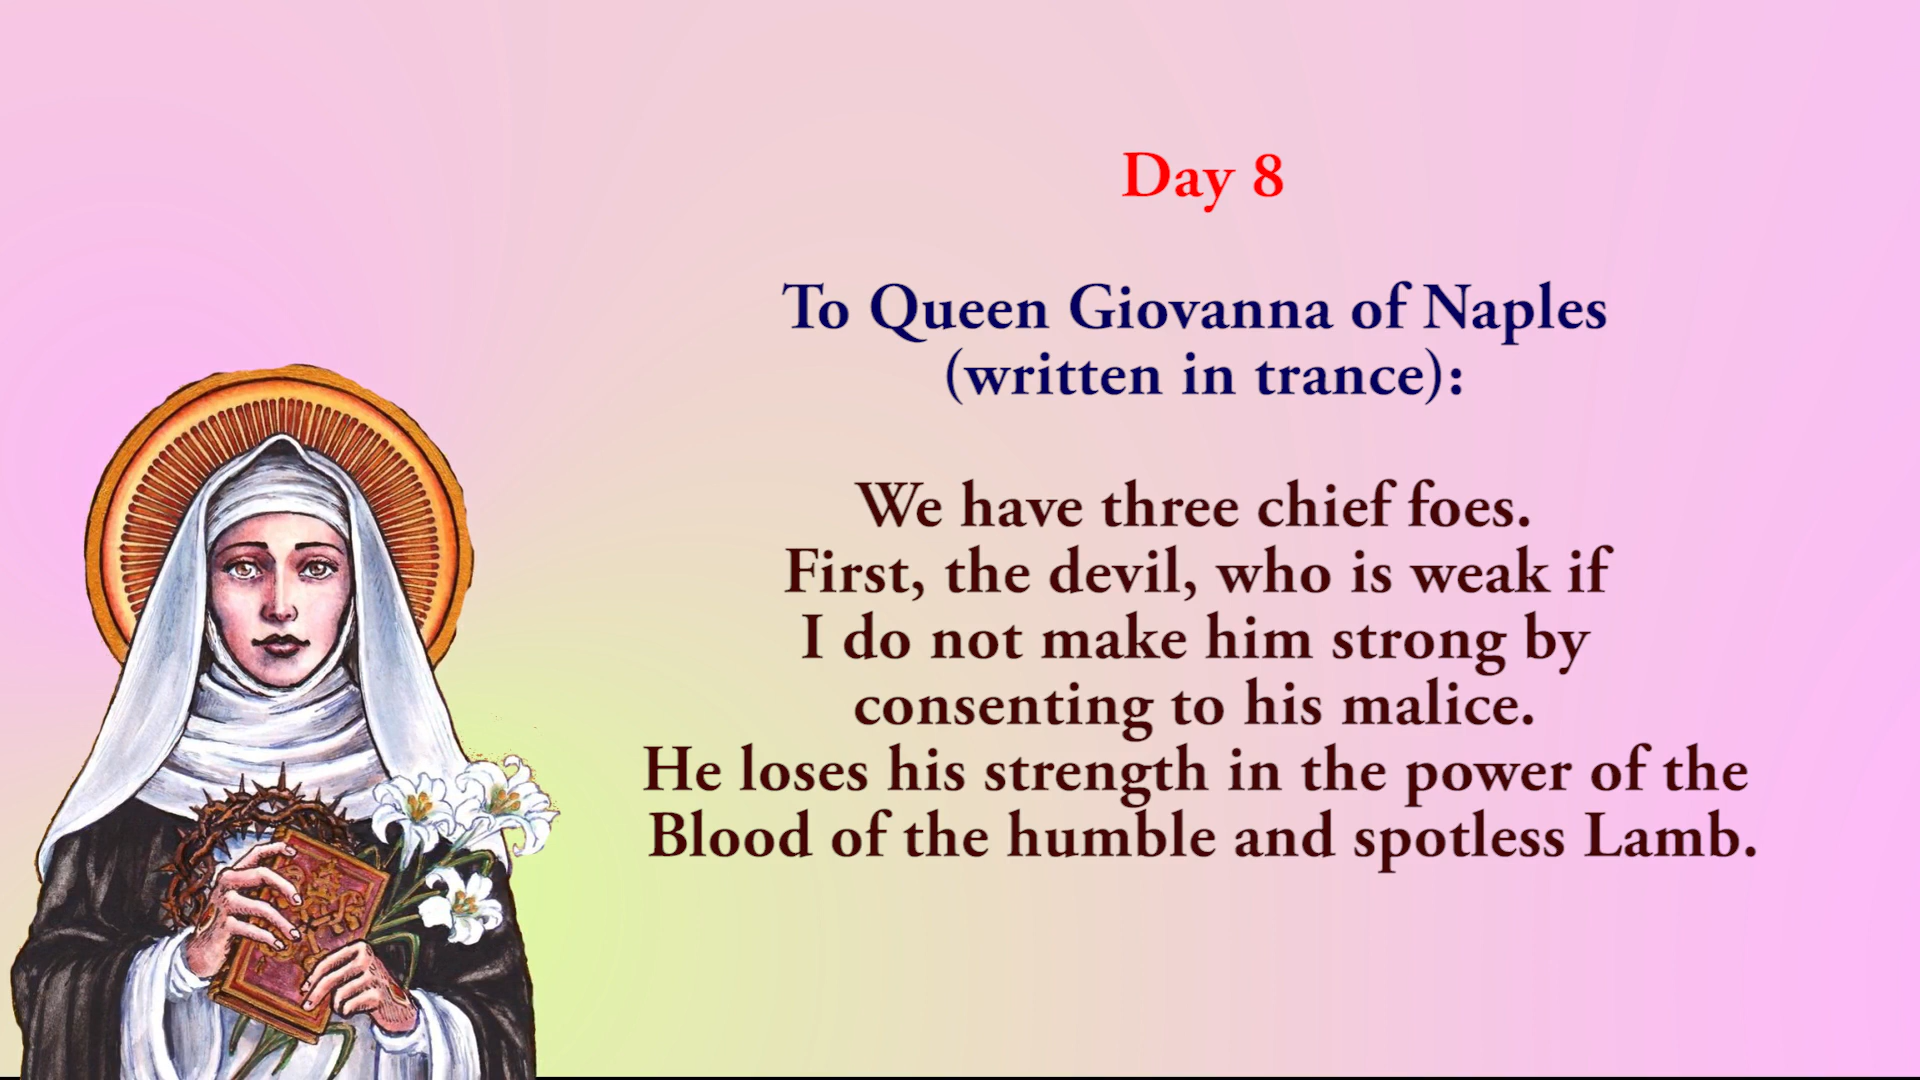 Day 8
To Queen Giovanna of Naples
(written in trance):
We have three chief foes.
First, the devil, who is weak if
I do not make him strong by
consenting to his malice.
He loses his strength in the power of the
Blood of the humble and spotless Lamb.